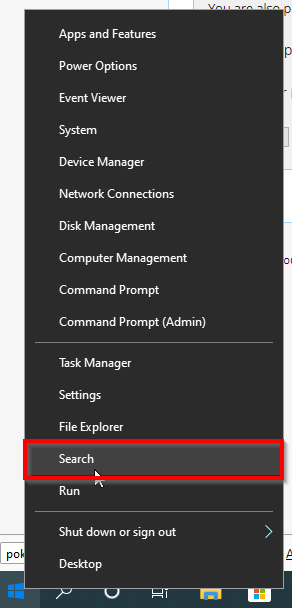 You are also p
Apps and Features
Power Options
Event Viewer
System
Device Manager
Network Connections
Disk Management
Computer Management
Command Prompt
Command Prompt (Admin)
Task Manager
Settings
File Explorer
Search
Run
Shut down or sign out
Desktop
pok